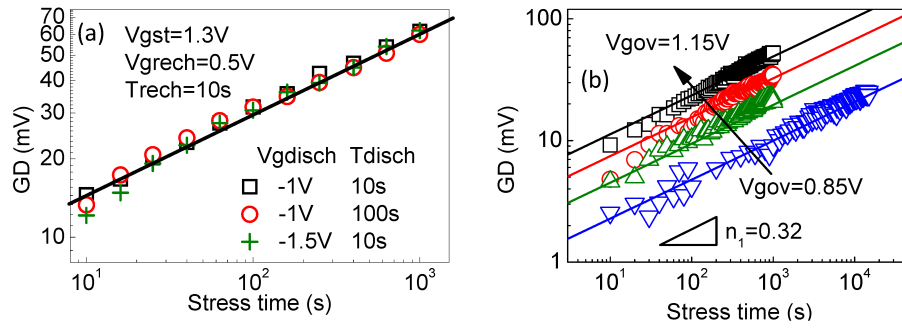 (a)
Vgst=1.3V
Vgrech=0.5V
Trech=10s
Vgdisch Tdisch
-1V 10s
-1V 100s
-1.5V 10s
GD (mV)
70
60
50
40
30
20
10
10¹ 10² 10³
Stress time (s)
(b)
Vgov=1.15V
Vgov=0.85V
n₁=0.32
GD (mV)
100
10
1
10¹ 10² 10³ 10⁴
Stress time (s)